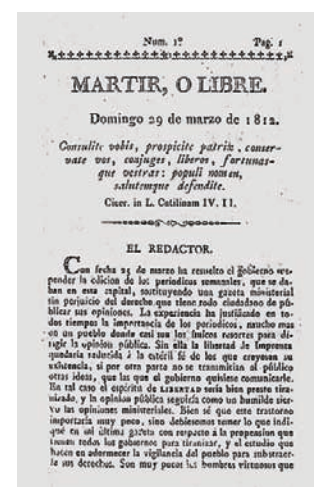 Num. 1º Pag. 1
MARTIR, O LIBRE.
Domingo 29 de marzo de 1812.
Consulite vobis, prospicite patriæ, conser-
vate vos, conjuges, liberos, fortunas-
que vestras: populi nomen,
salutemque defendite.
Cicer. in L. Catilinam IV. II.
EL REDACTOR.
Con fecha 25 de marzo ha resuelto el gobierno sus-
pender la edicion de los periodicos semanales, que se da-
ban en esta capital, sostituyendo una gazeta ministerial
sin perjuicio del derecho que tiene todo ciudadano de pú-
blicar sus opiniones. La experiencia ha justificado en to-
dos tiempos la importancia de los periodicos, mucho mas
en un pueblo donde casi son los únicos resortes para di-
rigir la opinion pública. Sin ella la libertad de Imprenta
quedaria reducida á la estéril fé de los que creyesen su
existencia, si por otra parte no se transmitian al público
otras ideas, que las que el gobierno quisiese comunicarle.
En tal caso el espíritu de LIBERTAD sería bien presto tira-
nizado, y la opinion pública seguiría como un humilde sier-
vo las opiniones ministeriales. Bien sé que este trastorno
importaria muy poco, sino debiesemos temer lo que indi-
qué en mi última gazeta con respecto á la propension que
tienen todos los gobiernos para tiranizar, y el estudio que
hacen en adormecer la vigilancia del pueblo para substraer-
le sus derechos. Son muy pocos los hombres virtuosos que